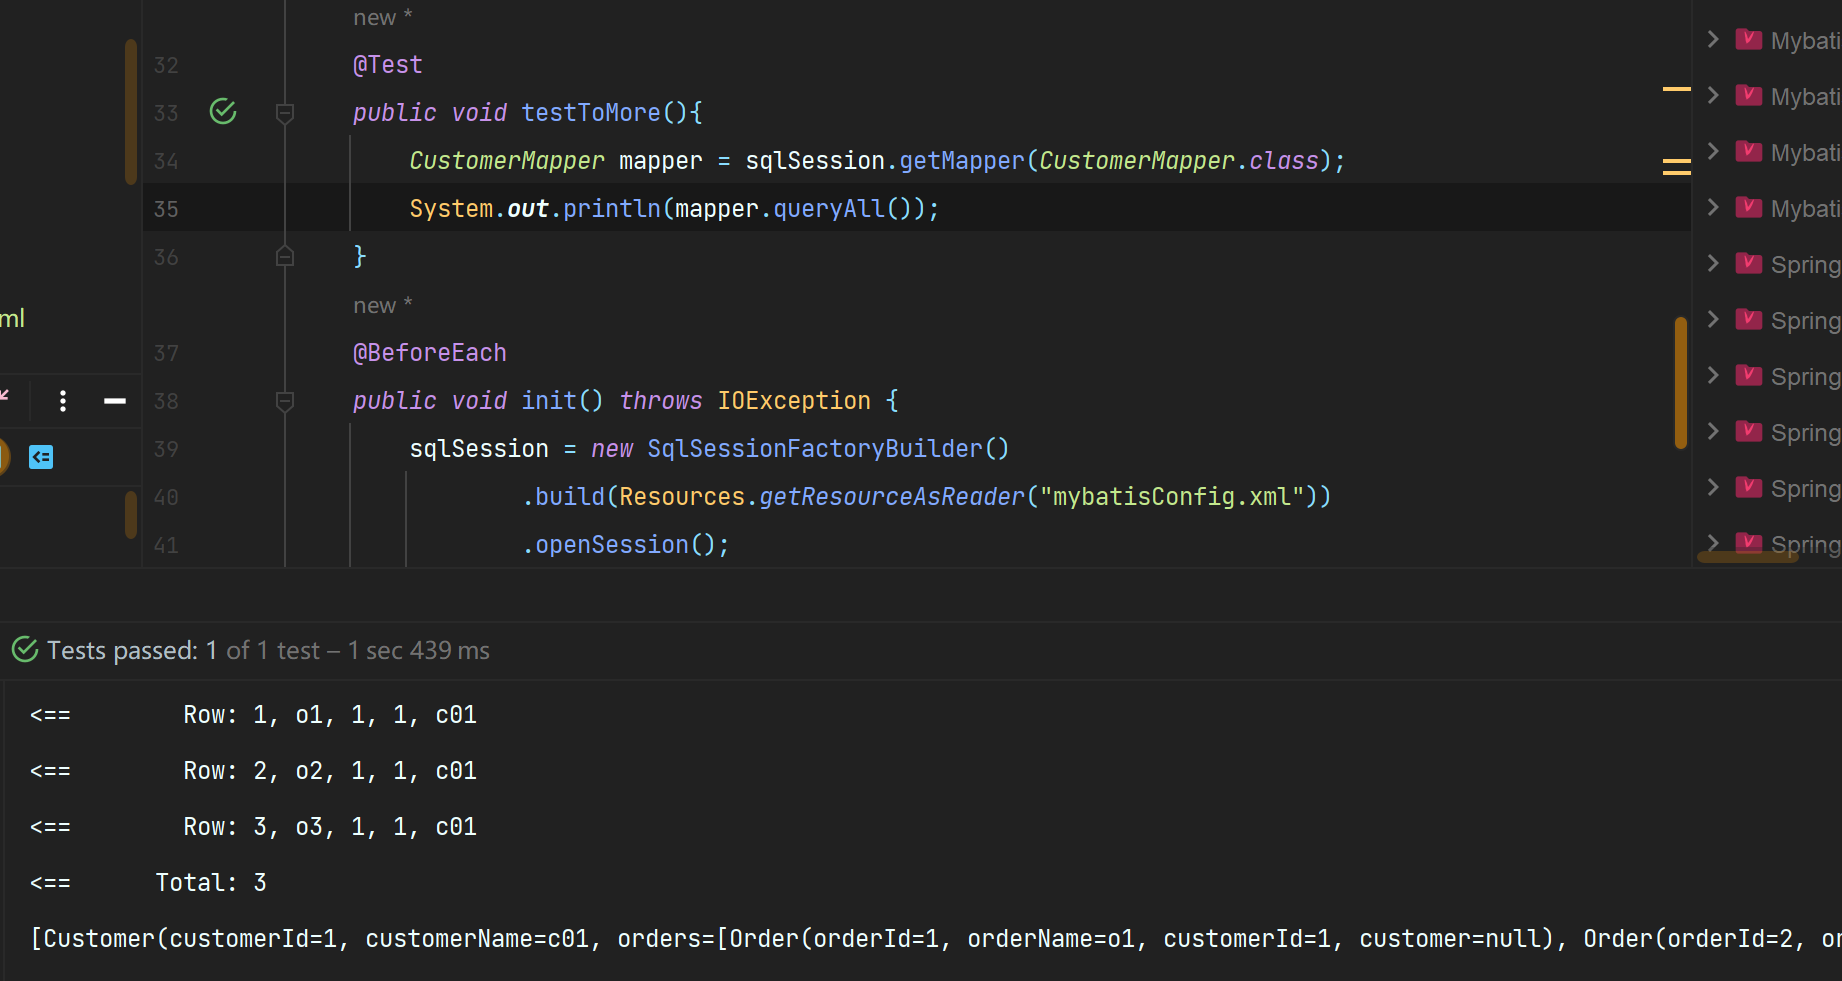 new *
32 @Test
33 public void testToMore(){
34 CustomerMapper mapper = sqlSession.getMapper(CustomerMapper.class);
35 System.out.println(mapper.queryAll());
36 }
new *
37 @BeforeEach
38 public void init() throws IOException {
39 sqlSession = new SqlSessionFactoryBuilder()
40 .build(Resources.getResourceAsReader("mybatisConfig.xml"))
41 .openSession();
ml
Mybati
Mybati
Mybati
Mybati
Spring
Spring
Spring
Spring
Spring
Spring
Tests passed: 1 of 1 test – 1 sec 439 ms
<== Row: 1, o1, 1, 1, c01
<== Row: 2, o2, 1, 1, c01
<== Row: 3, o3, 1, 1, c01
<== Total: 3
[Customer(customerId=1, customerName=c01, orders=[Order(orderId=1, orderName=o1, customerId=1, customer=null), Order(orderId=2, or